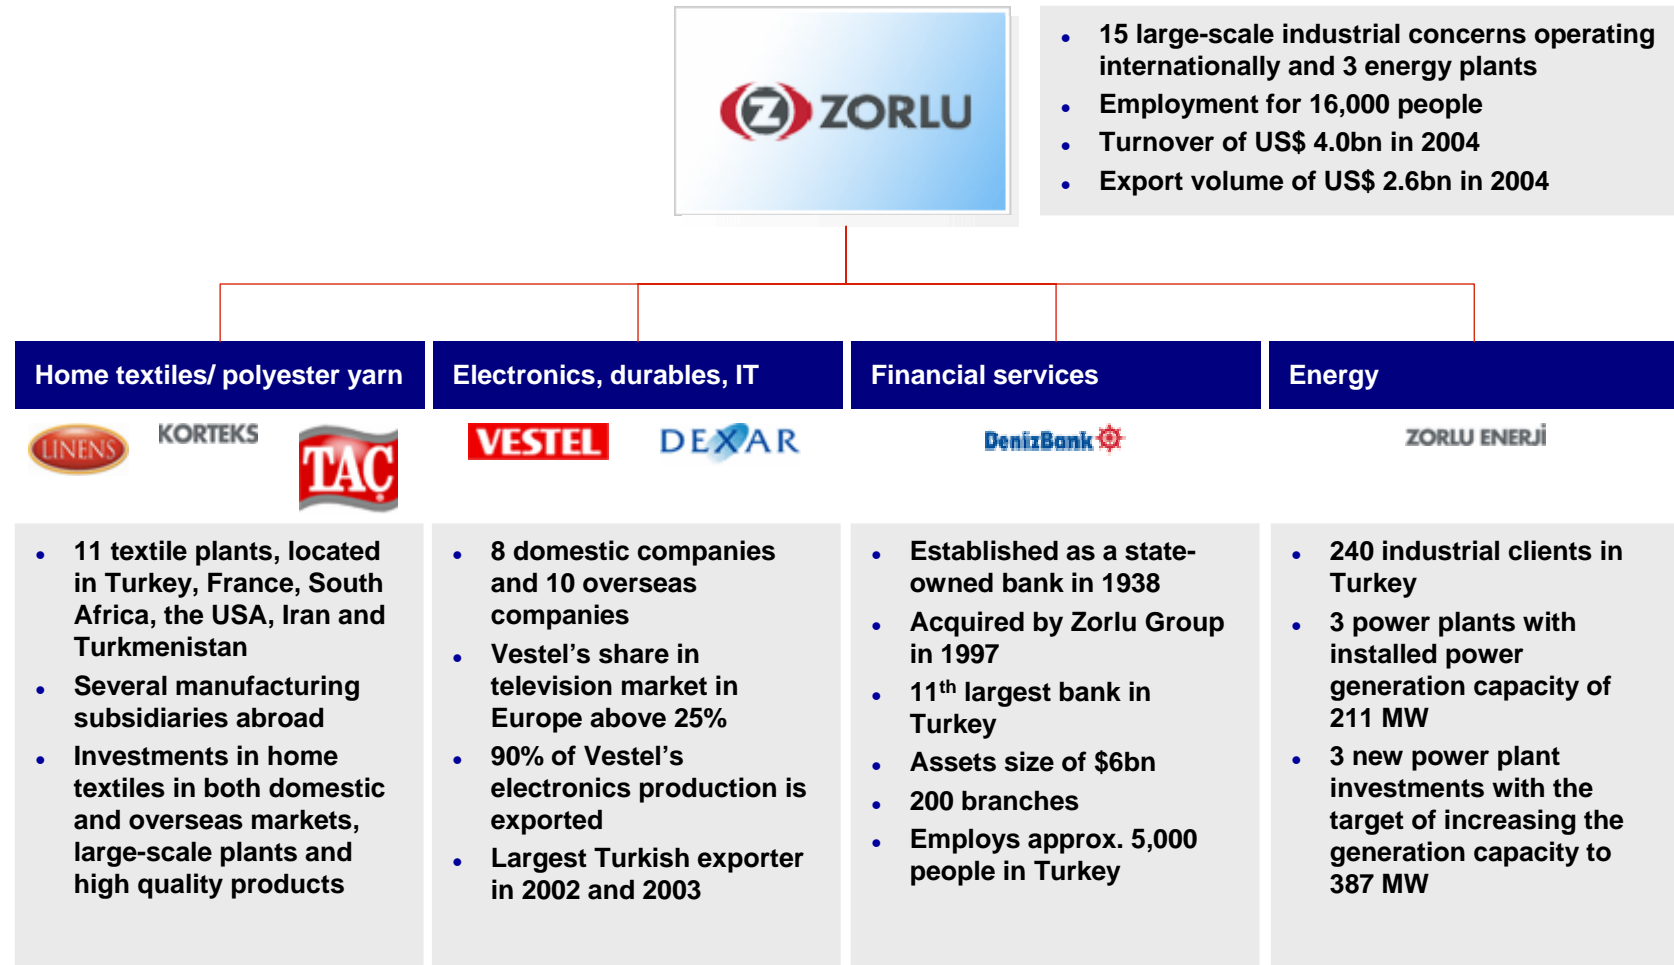 ZORLU
• 15 large-scale industrial concerns operating
internationally and 3 energy plants
• Employment for 16,000 people
• Turnover of US$ 4.0bn in 2004
• Export volume of US$ 2.6bn in 2004
Home textiles/ polyester yarn
LINENS
KORTEKS
TAÇ
• 11 textile plants, located
in Turkey, France, South
Africa, the USA, Iran and
Turkmenistan
• Several manufacturing
subsidiaries abroad
• Investments in home
textiles in both domestic
and overseas markets,
large-scale plants and
high quality products
Electronics, durables, IT
VESTEL
DEXAR
• 8 domestic companies
and 10 overseas
companies
• Vestel’s share in
television market in
Europe above 25%
• 90% of Vestel’s
electronics production is
exported
• Largest Turkish exporter
in 2002 and 2003
Financial services
DenizBank
• Established as a state-
owned bank in 1938
• Acquired by Zorlu Group
in 1997
• 11th largest bank in
Turkey
• Assets size of $6bn
• 200 branches
• Employs approx. 5,000
people in Turkey
Energy
ZORLU ENERJİ
• 240 industrial clients in
Turkey
• 3 power plants with
installed power
generation capacity of
211 MW
• 3 new power plant
investments with the
target of increasing the
generation capacity to
387 MW